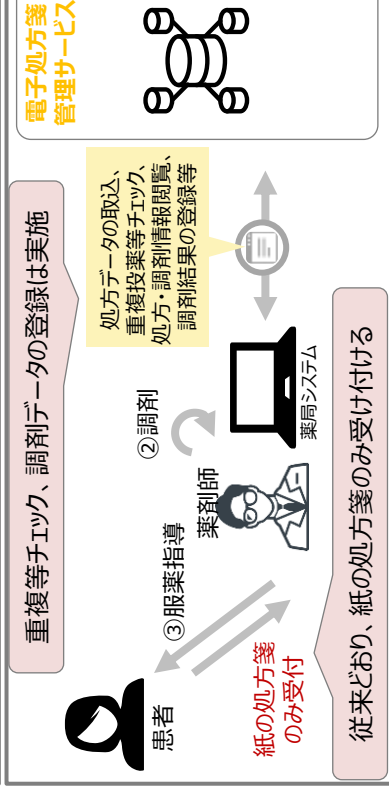 重複等チェック、調剤データの登録は実施
電子処方箋
管理サービス
処方データの取込、
重複投薬等チェック、
処方・調剤情報閲覧、
調剤結果の登録等
②調剤
③服薬指導
薬剤師
薬局システム
患者
紙の処方箋
のみ受付
従来どおり、紙の処方箋のみ受け付ける